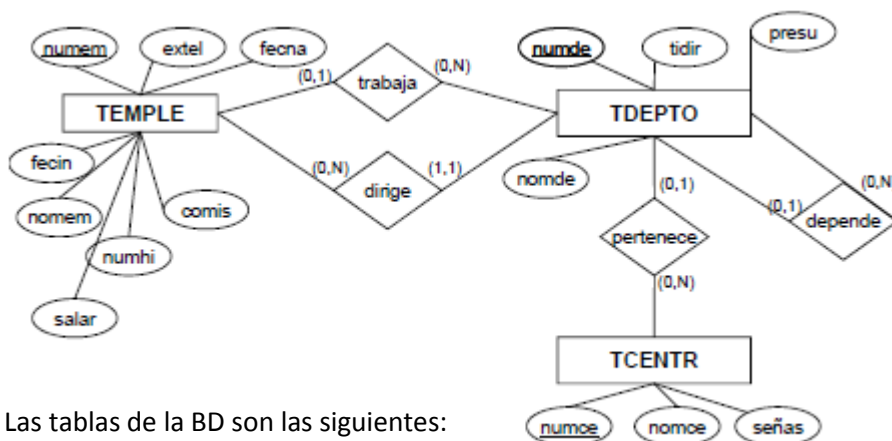 presu
numem
extel
fecna
numde
tidir
(0,1)
trabaja
(0,N)
TEMPLE
TDEPTO
fecin
(0,N)
dirige
(1,1)
nomde
(0,1)
(0,N)
nomem
comis
(0,1)
depende
numhi
pertenece
salar
(0,N)
TCENTR
Las tablas de la BD son las siguientes:
numce
nomce
señas